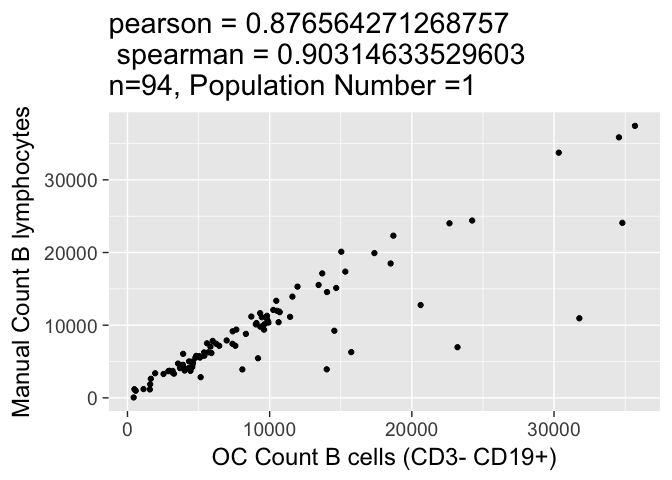 pearson = 0.876564271268757
spearman = 0.90314633529603
n=94, Population Number =1
Manual Count B lymphocytes
30000
20000
10000
0
0 10000 20000 30000
OC Count B cells (CD3- CD19+)